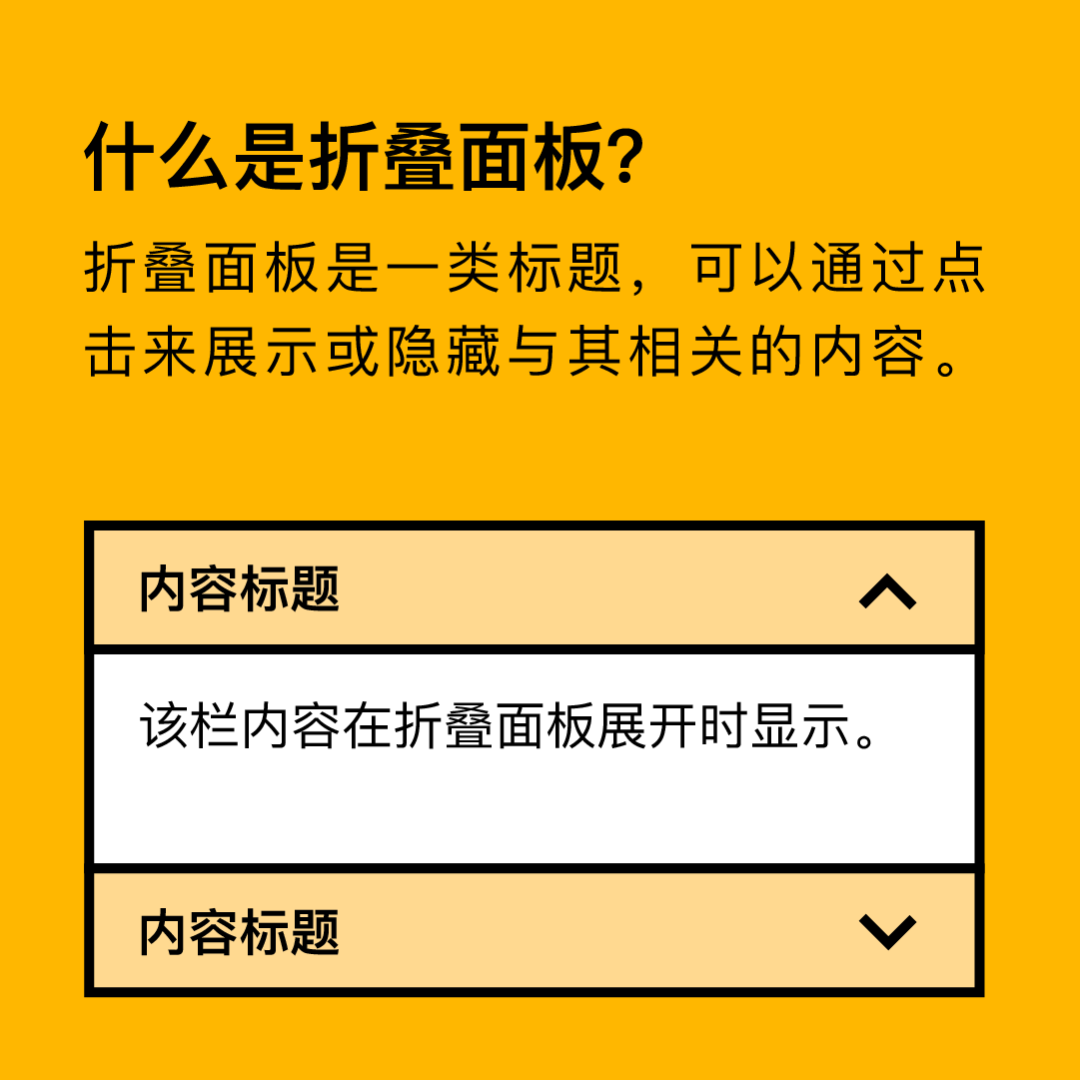 什么是折叠面板?
折叠面板是一类标题，可以通过点
击来展示或隐藏与其相关的内容。
内容标题
该栏内容在折叠面板展开时显示。
内容标题